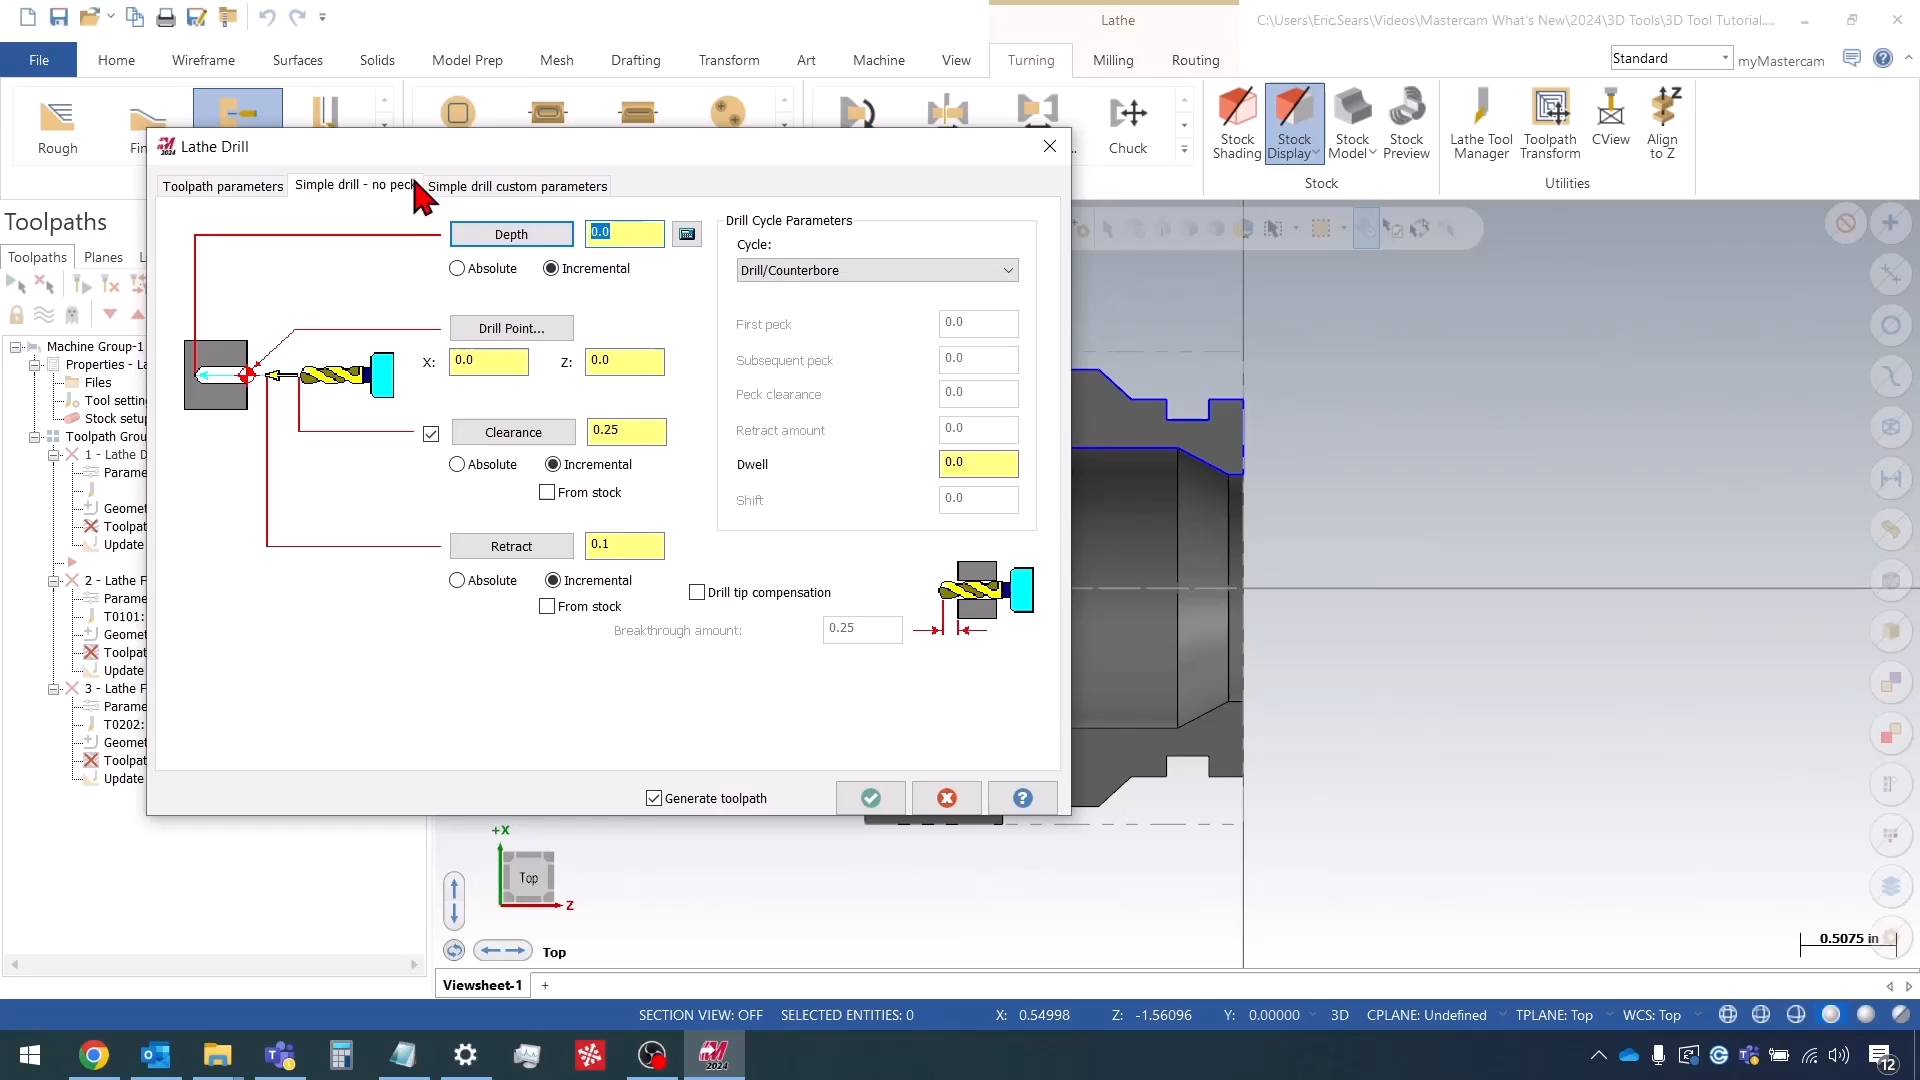 Lathe
C:\Users\Eric.Sears\Videos\Mastercam What's New\2024\3D Tools\3D Tool Tutorial....
File
Home
Wireframe
Surfaces
Solids
Model Prep
Mesh
Drafting
Transform
Art
Machine
View
Turning
Milling
Routing
Standard
myMastercam
Rough
Fin
Chuck
Stock Shading
Stock Display
Stock Model
Stock Preview
Lathe Tool Manager
Toolpath Transform
CView
Align to Z
Stock
Utilities
Lathe Drill
Toolpath parameters
Simple drill - no peck
Simple drill custom parameters
Toolpaths
Toolpaths
Planes
L
Depth
0.0
Absolute
Incremental
Drill Point...
X:
0.0
Z:
0.0
Clearance
0.25
Absolute
Incremental
From stock
Retract
0.1
Absolute
Incremental
From stock
Drill Cycle Parameters
Cycle:
Drill/Counterbore
First peck
0.0
Subsequent peck
0.0
Peck clearance
0.0
Retract amount
0.0
Dwell
0.0
Shift
0.0
Drill tip compensation
Breakthrough amount:
0.25
Generate toolpath
Machine Group-1
Properties - La
Files
Tool settin
Stock setu
Toolpath Grou
1 - Lathe D
Parame
Geomet
Toolpat
Update
2 - Lathe F
Parame
T0101:
Geomet
Toolpat
Update
3 - Lathe F
Parame
T0202:
Geomet
Toolpat
Update
+X
Top
Z
Top
0.5075 in
Viewsheet-1
+
SECTION VIEW: OFF
SELECTED ENTITIES: 0
X: 0.54998
Z: -1.56096
Y: 0.00000
3D
CPLANE: Undefined
TPLANE: Top
WCS: Top
2024
12